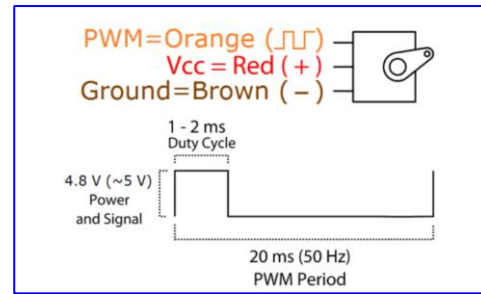 PWM=Orange (⎍⎍)
Vcc = Red ( + )
Ground=Brown ( − )
1 - 2 ms
Duty Cycle
4.8 V (~5 V)
Power
and Signal
20 ms (50 Hz)
PWM Period